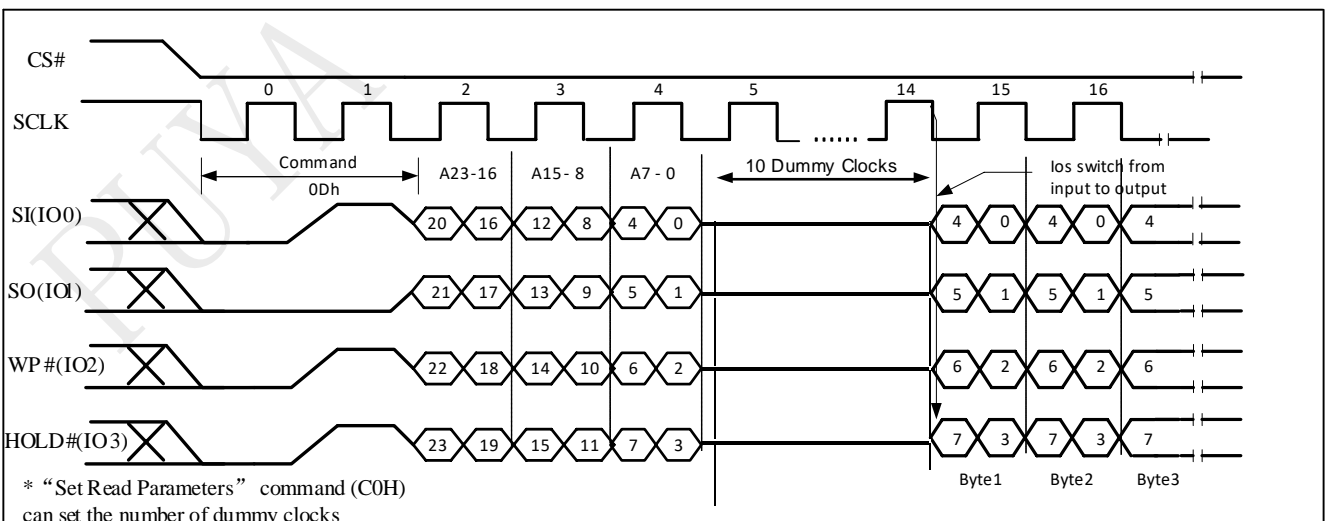 PUYA
CS#
0 1 2 3 4 5 14 15 16
SCLK
Command
0Dh
A23-16 A15-8 A7-0
10 Dummy Clocks
Ios switch from
input to output
SI(IO0) 20 16 12 8 4 0 4 0 4 0 4
SO(IO1) 21 17 13 9 5 1 5 1 5 1 5
WP#(IO2) 22 18 14 10 6 2 6 2 6 2 6
HOLD#(IO3) 23 19 15 11 7 3 7 3 7 3 7
Byte1 Byte2 Byte3
* “Set Read Parameters” command (C0H)
can set the number of dummy clocks